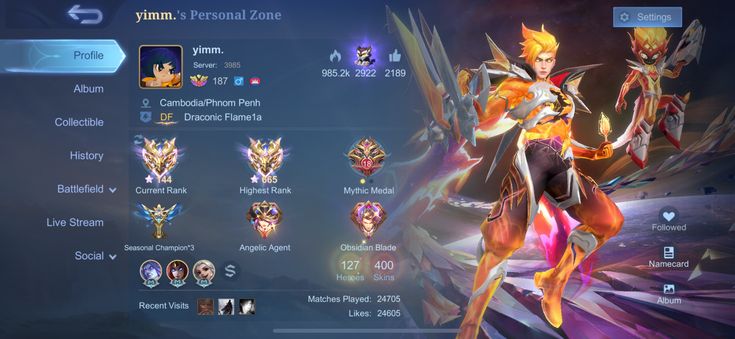 yimm.'s Personal Zone
Settings
Profile
Album
Collectible
History
Battlefield
Live Stream
Social
yimm.
Server: 3985
187
985.2k 2922 2189
Cambodia/Phnom Penh
DF Draconic Flame1a
44
Current Rank
665
Highest Rank
18
Mythic Medal
Seasonal Champion*3
Angelic Agent
Obsidian Blade
127
Heroes
400
Skins
Recent Visits
Matches Played: 24705
Likes: 24605
Followed
Namecard
Album